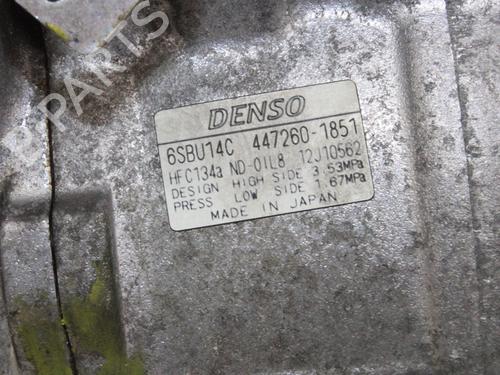 DENSO
6SBU14C 447260-1851
HFC134a ND-OIL8 12J10562
DESIGN HIGH SIDE 3.53MPa
PRESS LOW SIDE 1.67MPa
MADE IN JAPAN